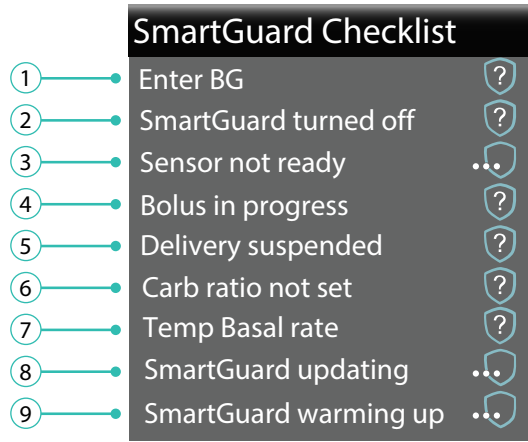 SmartGuard Checklist
1 Enter BG ?
2 SmartGuard turned off ?
3 Sensor not ready ...
4 Bolus in progress ?
5 Delivery suspended ?
6 Carb ratio not set ?
7 Temp Basal rate ?
8 SmartGuard updating ...
9 SmartGuard warming up ...